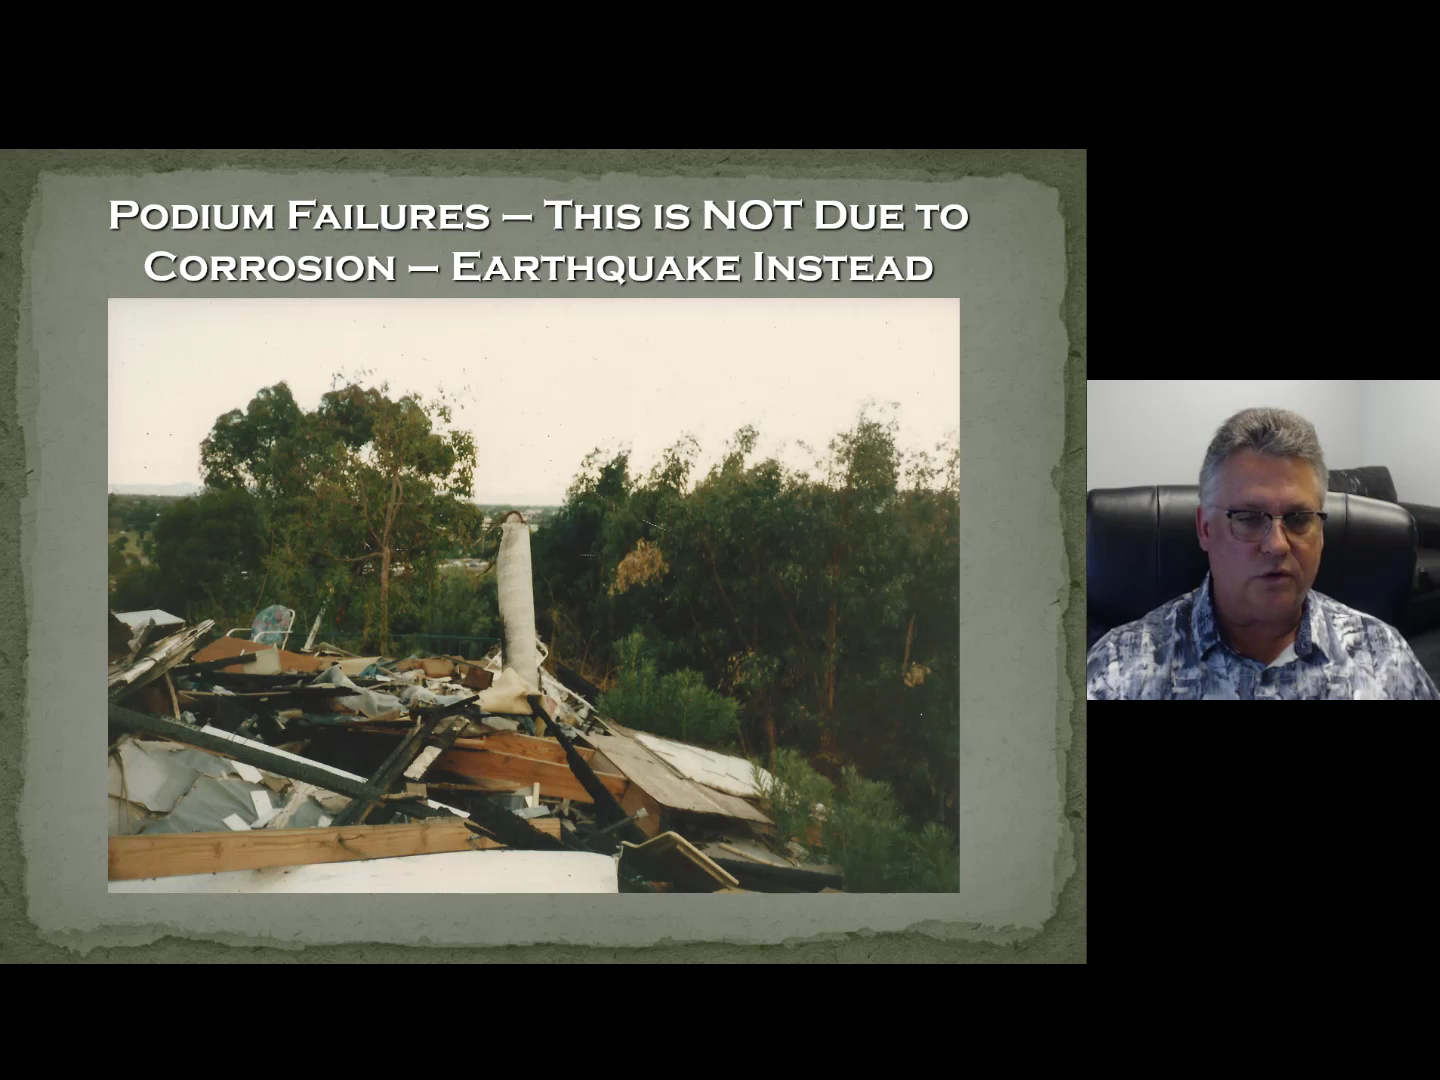 Podium Failures – This is NOT Due to
Corrosion – Earthquake Instead